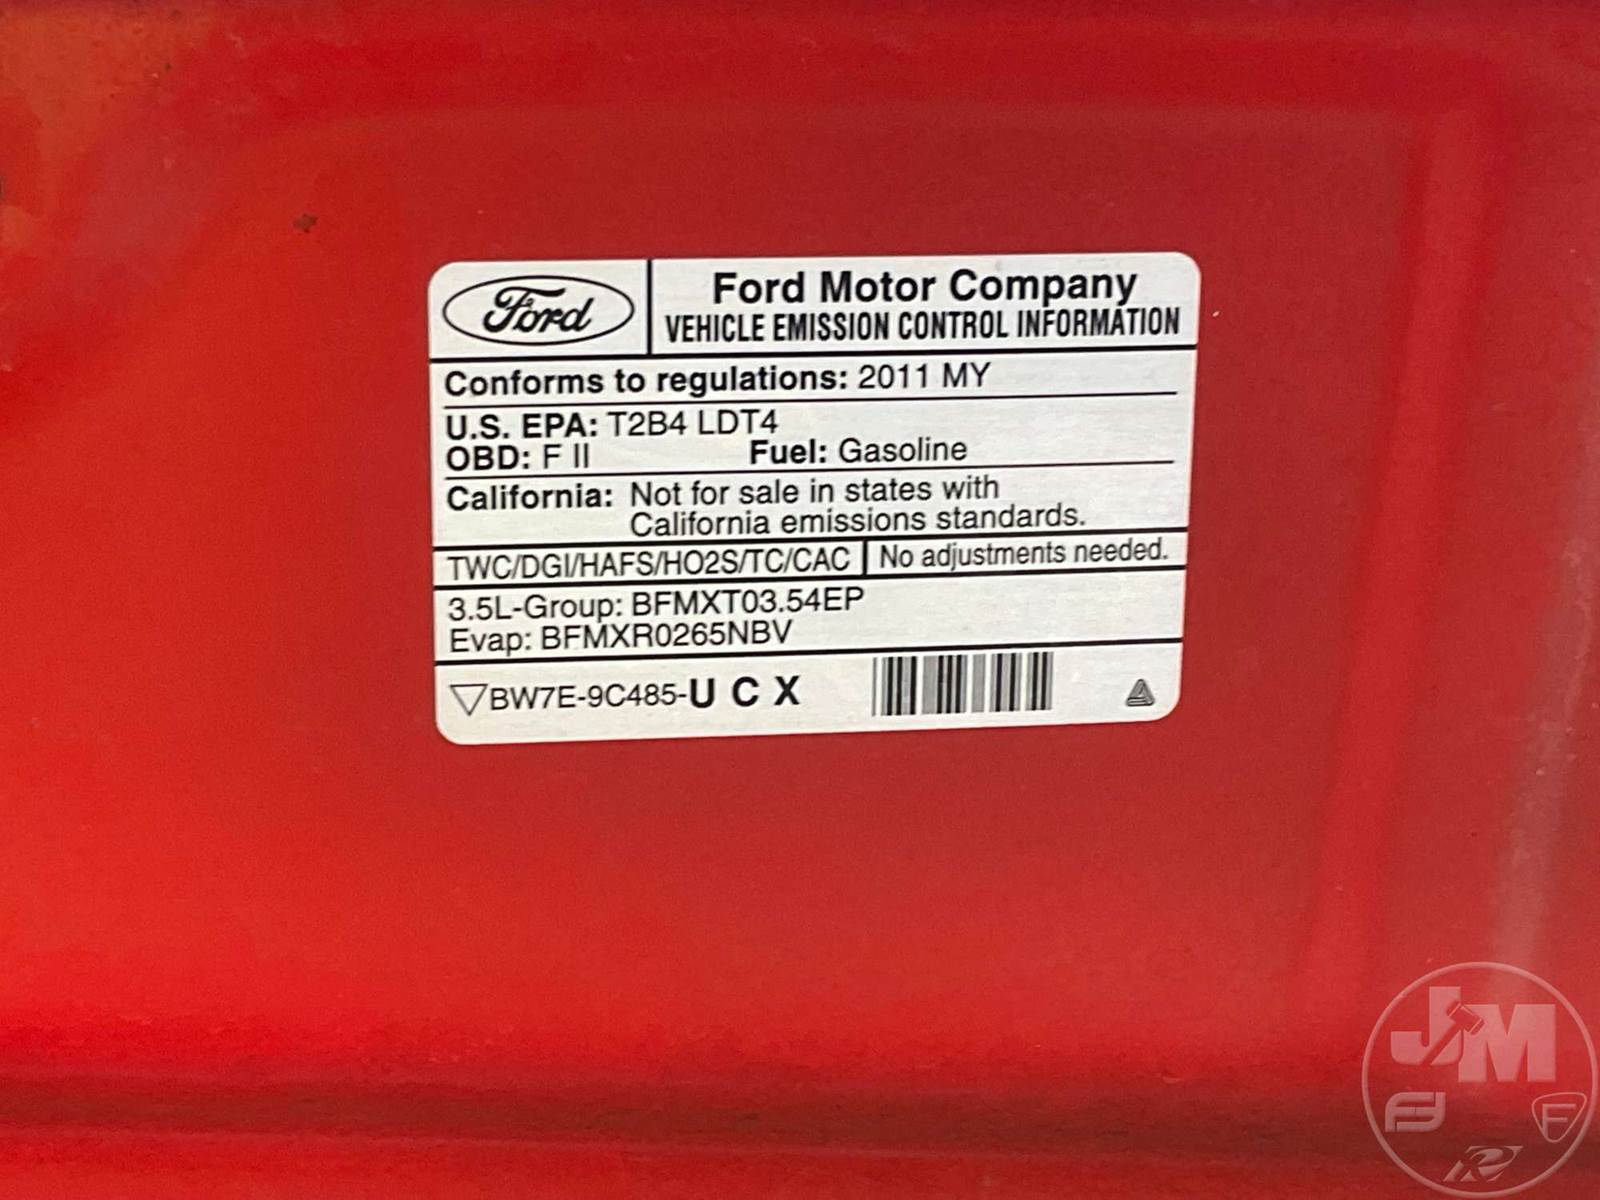 Ford
Ford Motor Company
VEHICLE EMISSION CONTROL INFORMATION
Conforms to regulations: 2011 MY
U.S. EPA: T2B4 LDT4
OBD: F II Fuel: Gasoline
California: Not for sale in states with
California emissions standards.
TWC/DGI/HAFS/HO2S/TC/CAC No adjustments needed.
3.5L-Group: BFMXT03.54EP
Evap: BFMXR0265NBV
BW7E-9C485-U C X
JM